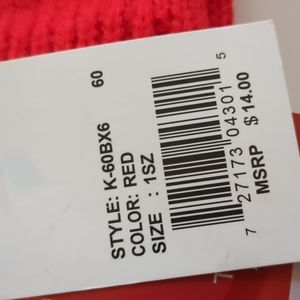 60
STYLE: K-60BX6
COLOR: RED
SIZE : 1SZ
7 27173 04301 5
MSRP $ 14.00